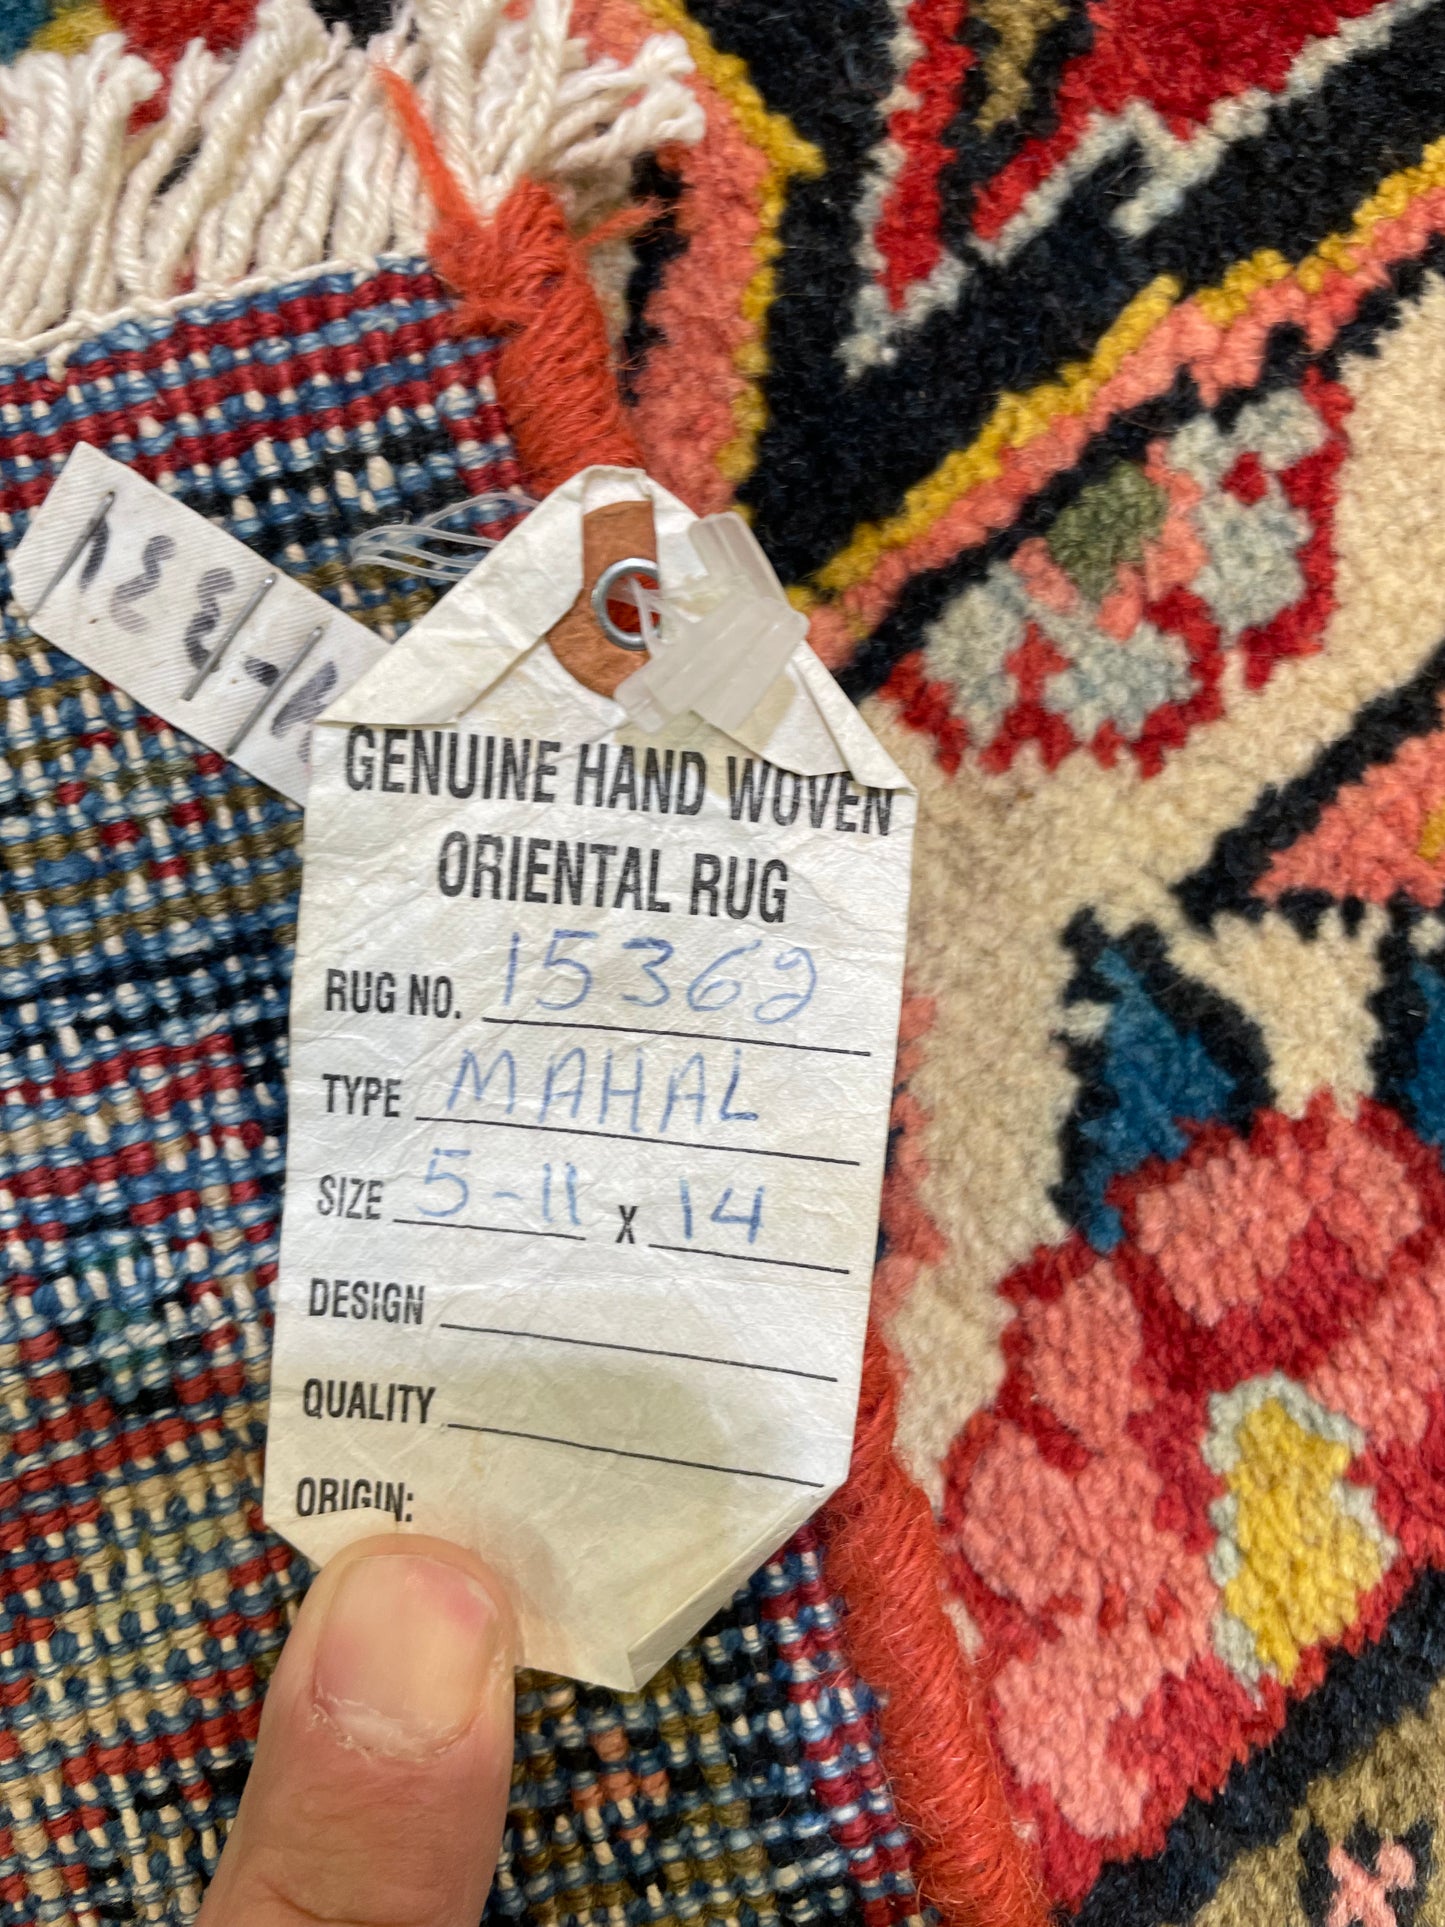 GENUINE HAND WOVEN
ORIENTAL RUG
RUG NO. 15362
TYPE MAHAL
SIZE 5-11 X 14
DESIGN
QUALITY
ORIGIN: